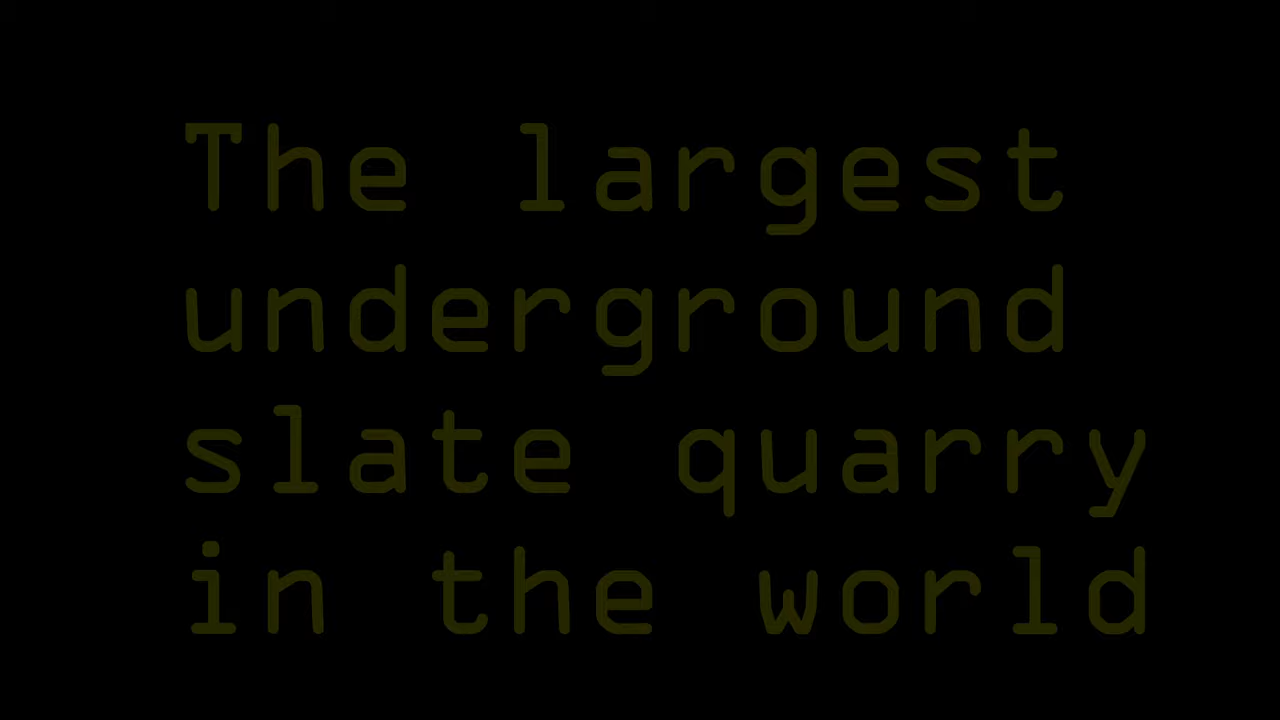 The largest
underground
slate quarry
in the world